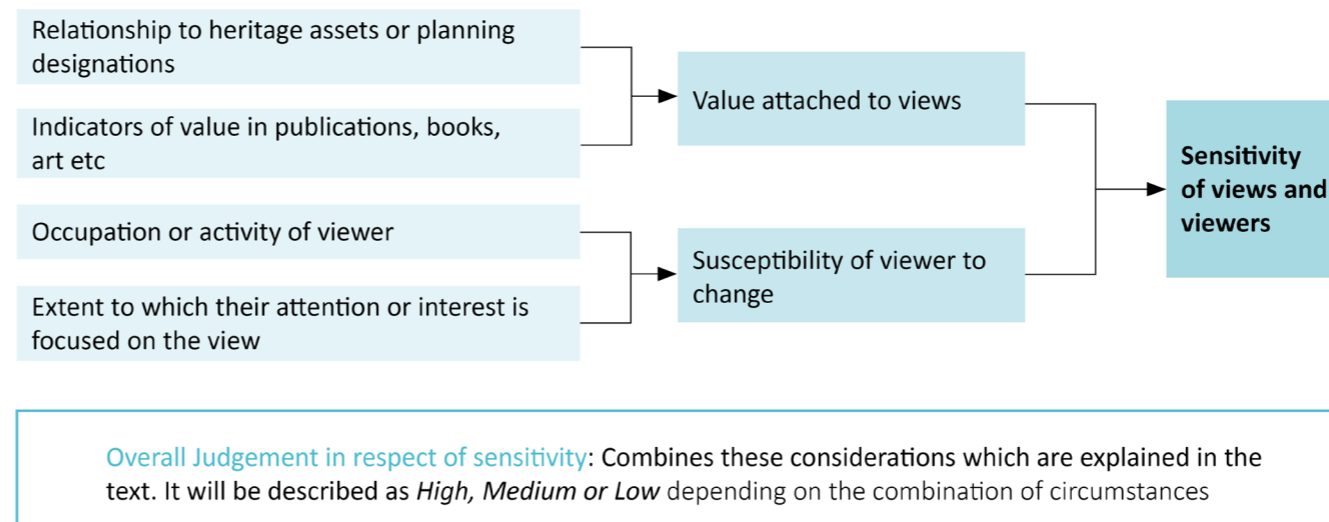 Relationship to heritage assets or planning
designations
Indicators of value in publications, books,
art etc
Value attached to views
Occupation or activity of viewer
Extent to which their attention or interest is
focused on the view
Susceptibility of viewer to
change
Sensitivity
of views and
viewers
Overall Judgement in respect of sensitivity: Combines these considerations which are explained in the
text. It will be described as High, Medium or Low depending on the combination of circumstances